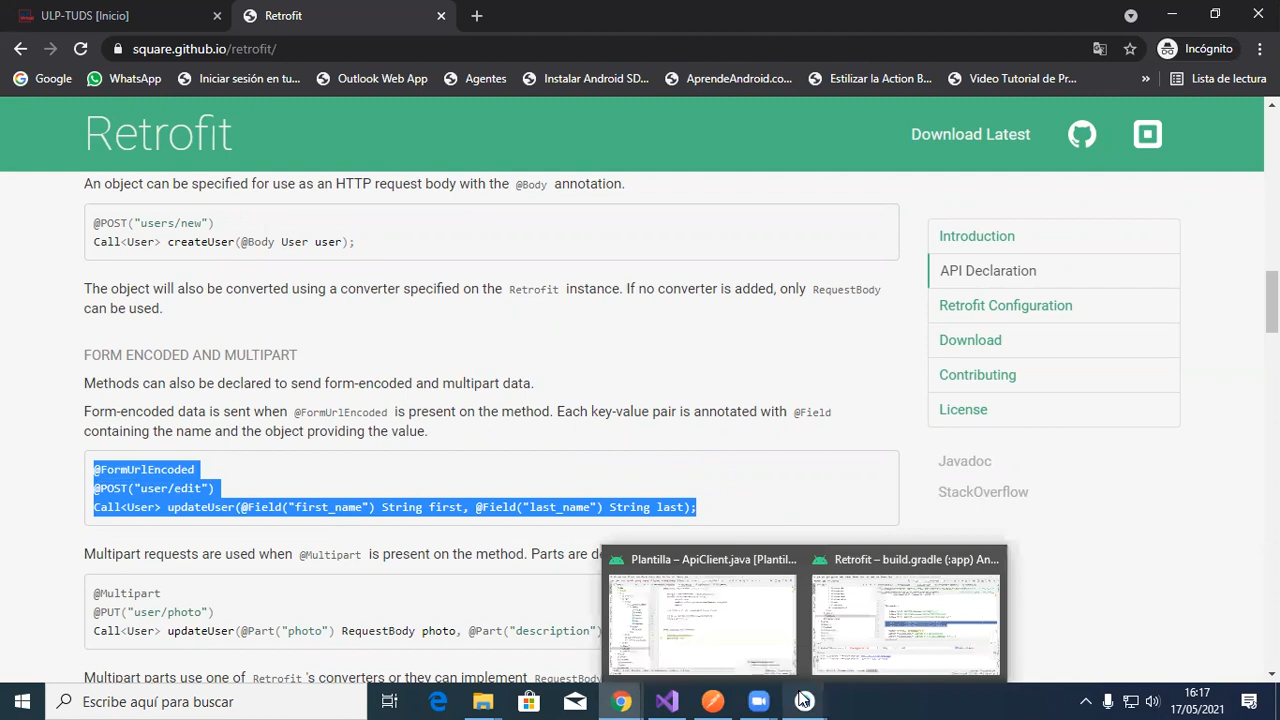 ULP-TUDS [Inicio]
Retrofit
square.github.io/retrofit/
Incógnito
Google
WhatsApp
Iniciar sesión en tu...
Outlook Web App
Agentes
Instalar Android SD...
ApreneAndroid.co...
Estilizar la Action B...
Video Tutorial de Pr...
»
Lista de lectura
Retrofit
Download Latest
An object can be specified for use as an HTTP request body with the @Body annotation.
@POST("users/new")
Call<User> createUser(@Body User user);
The object will also be converted using a converter specified on the Retrofit instance. If no converter is added, only RequestBody
can be used.
FORM ENCODED AND MULTIPART
Methods can also be declared to send form-encoded and multipart data.
Form-encoded data is sent when @FormUrlEncoded is present on the method. Each key-value pair is annotated with @Field
containing the name and the object providing the value.
@FormUrlEncoded
@POST("user/edit")
Call<User> updateUser(@Field("first_name") String first, @Field("last_name") String last);
Multipart requests are used when @Multipart is present on the method. Parts are de
@Multipart
@PUT("user/photo")
Call<User> upd (@Part("photo") RequestBody
Multipart parts use one of Retrofit's converters or
Introduction
API Declaration
Retrofit Configuration
Download
Contributing
License
Javadoc
StackOverflow
Plantilla – ApiClient.java [Plantil...
Retrofit – build.gradle (:app) An...
Escribe aquí para buscar
16:17
17/05/2021